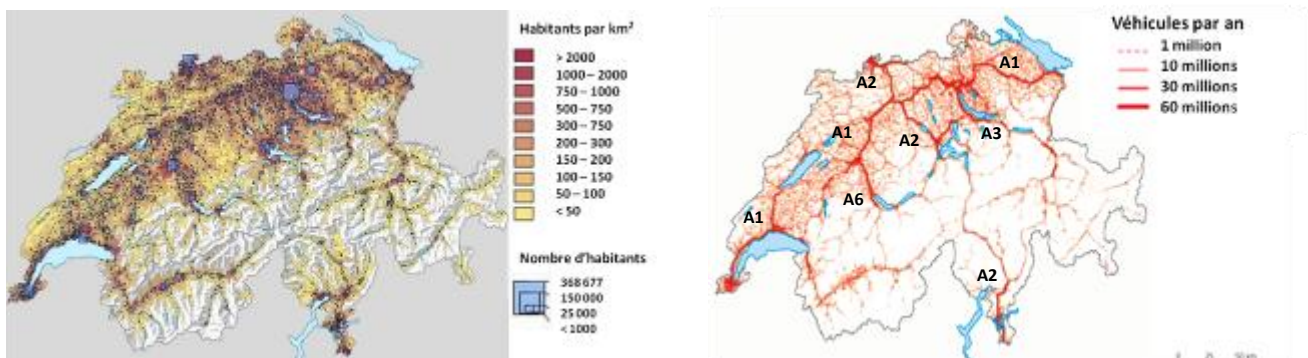 Habitants par km²
> 2000
1000 – 2000
750 – 1000
500 – 750
300 – 750
200 – 300
150 – 200
100 – 150
50 – 100
< 50
Nombre d'habitants
368 677
150 000
25 000
< 1000
Véhicules par an
1 million
10 millions
30 millions
60 millions
A1
A2
A1
A2
A3
A6
A1
A2